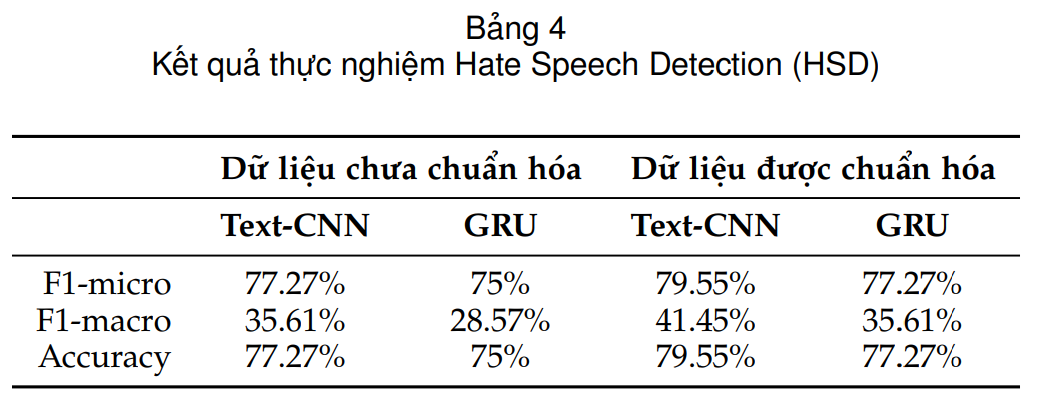 Bảng 4
Kết quả thực nghiệm Hate Speech Detection (HSD)
Dữ liệu chưa chuẩn hóa Dữ liệu được chuẩn hóa
Text-CNN GRU Text-CNN GRU
F1-micro 77.27% 75% 79.55% 77.27%
F1-macro 35.61% 28.57% 41.45% 35.61%
Accuracy 77.27% 75% 79.55% 77.27%